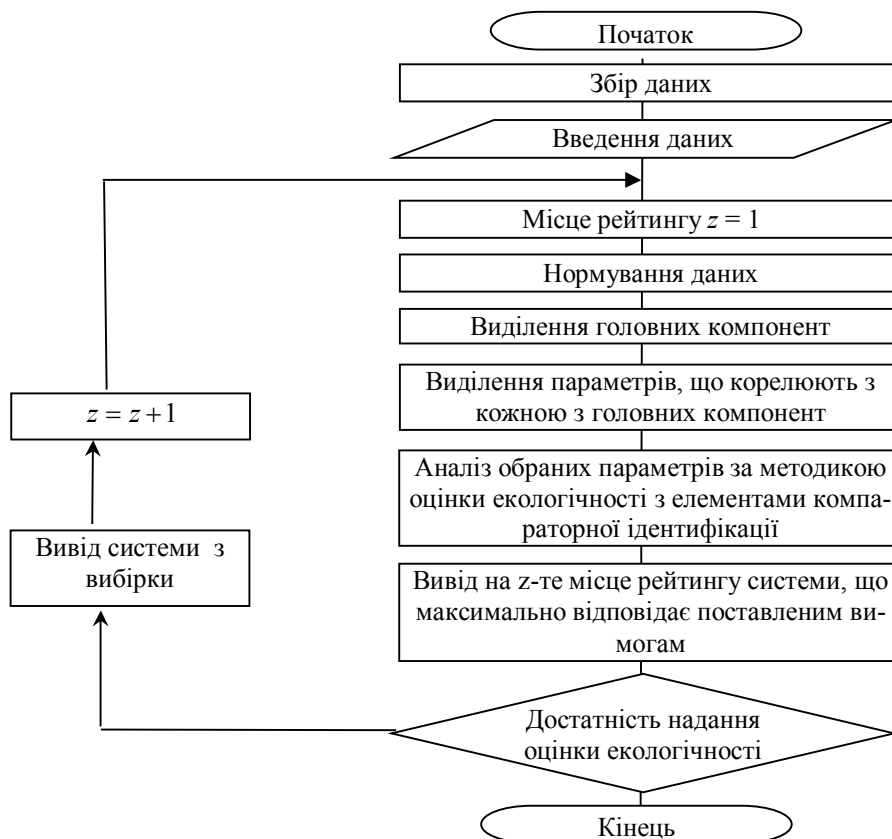 Початок
Збір даних
Введення даних
Місце рейтингу z = 1
Нормування даних
Виділення головних компонент
Виділення параметрів, що корелюють з
кожною з головних компонент
Аналіз обраних параметрів за методикою
оцінки екологічності з елементами компа-
раторної ідентифікації
Вивід на z-те місце рейтингу системи, що
максимально відповідає поставленим ви-
могам
Достатність надання
оцінки екологічності
Кінець
z = z + 1
Вивід системи з
вибірки